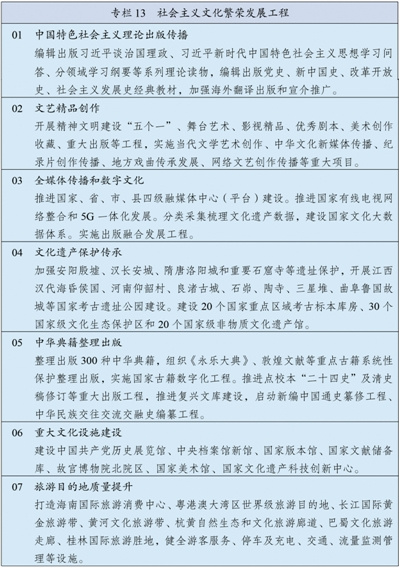 专栏 13　社会主义文化繁荣发展工程
01　中国特色社会主义理论出版传播
编辑出版习近平谈治国理政、习近平新时代中国特色社会主义思想学习问
答、分领域学习纲要等系列理论读物，编辑出版党史、新中国史、改革开放
史、社会主义发展史经典教材，加强海外翻译出版和宣介推广。
02　文艺精品创作
开展精神文明建设“五个一”、舞台艺术、影视精品、优秀剧本、美术创作
收藏、重大出版等工程，实施当代文学艺术创作、中华文化新媒体传播、纪
录片创作传播、地方戏曲传承发展、网络文艺创作传播等重大项目。
03　全媒体传播和数字文化
推进国家、省、市、县四级融媒体中心（平台）建设。推进国家有线电视网
络整合和 5G 一体化发展。分类采集梳理文化遗产数据，建设国家文化大数
据体系。实施出版融合发展工程。
04　文化遗产保护传承
加强安阳殷墟、汉长安城、隋唐洛阳城和重要石窟寺等遗址保护，开展江西
汉代海昏侯国、河南仰韶村、良渚古城、石峁、陶寺、三星堆、曲阜鲁国故
城等国家考古遗址公园建设。建设 20 个国家重点区域考古标本库房、30 个
国家级文化生态保护区和 20 个国家级非物质文化遗产馆。
05　中华典籍整理出版
整理出版 300 种中华典籍，组织《永乐大典》、敦煌文献等重点古籍系统性
保护整理出版，实施国家古籍数字化工程。推进点校本“二十四史”及清史
稿修订等重大出版工程，推进复兴文库建设，启动新编中国通史纂修工程、
中华民族交往交流交融史编纂工程。
06　重大文化设施建设
建设中国共产党历史展览馆、中央档案馆新馆、国家版本馆、国家文献储备
库、故宫博物院北院区、国家美术馆、国家文化遗产科技创新中心。
07　旅游目的地质量提升
打造海南国际旅游消费中心、粤港澳大湾区世界级旅游目的地、长江国际黄
金旅游带、黄河文化旅游带、杭黄自然生态和文化旅游廊道、巴蜀文化旅游
走廊、桂林国际旅游胜地，健全游客服务、停车及充电、交通、流量监测管
理等设施。